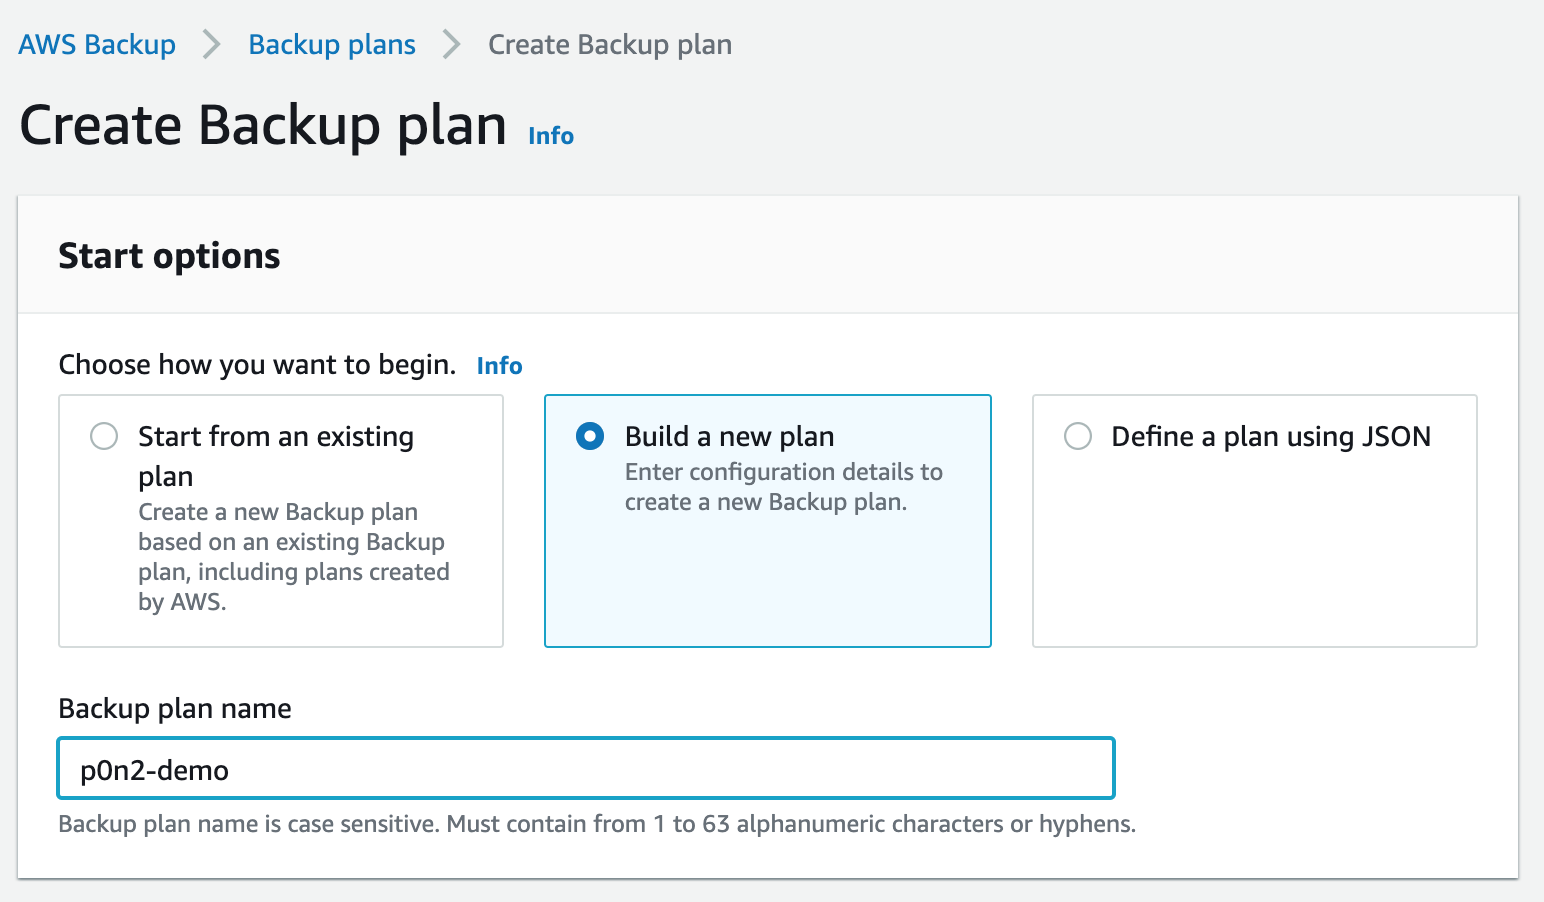 AWS Backup > Backup plans > Create Backup plan
Create Backup plan Info
Start options
Choose how you want to begin. Info
Start from an existing
plan
Create a new Backup plan
based on an existing Backup
plan, including plans created
by AWS.
Build a new plan
Enter configuration details to
create a new Backup plan.
Define a plan using JSON
Backup plan name
p0n2-demo
Backup plan name is case sensitive. Must contain from 1 to 63 alphanumeric characters or hyphens.